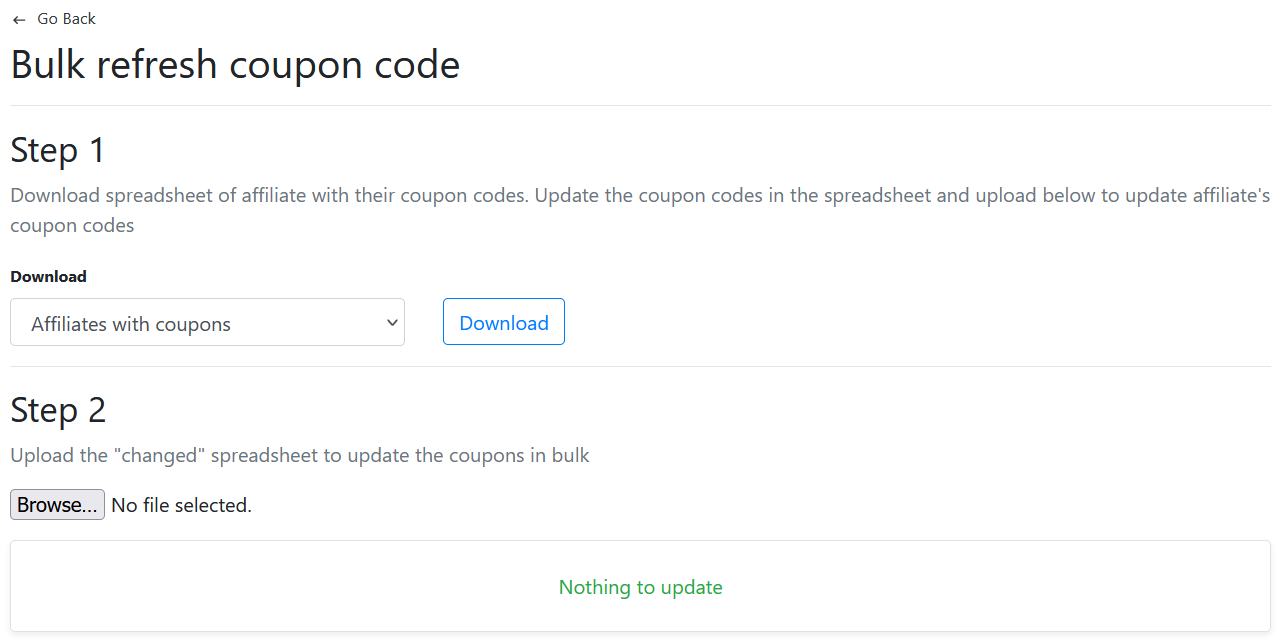 ← Go Back
Bulk refresh coupon code
Step 1
Download spreadsheet of affiliate with their coupon codes. Update the coupon codes in the spreadsheet and upload below to update affiliate's
coupon codes
Download
Affiliates with coupons
Download
Step 2
Upload the "changed" spreadsheet to update the coupons in bulk
Browse... No file selected.
Nothing to update